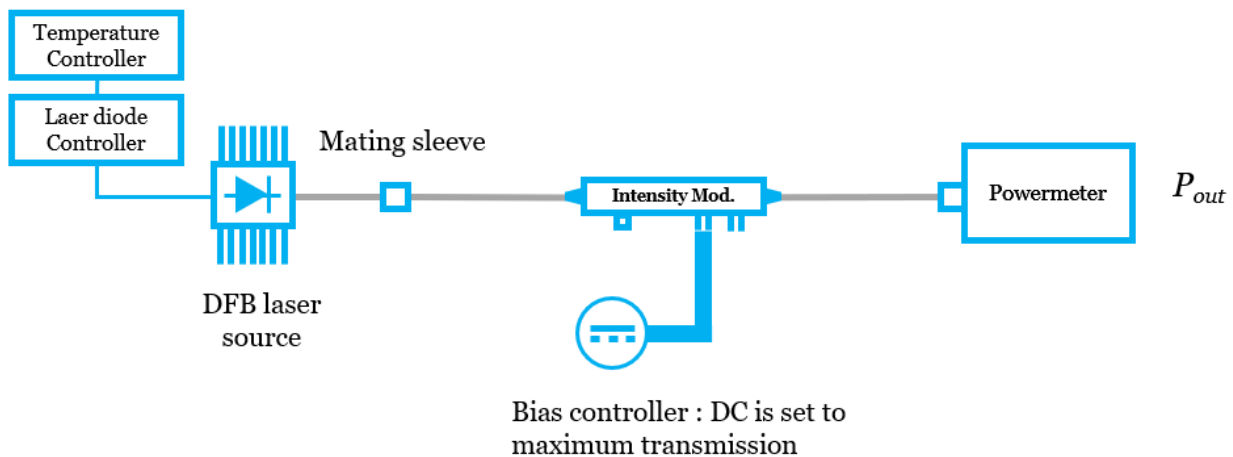 Temperature
Controller
Laer diode
Controller
Mating sleeve
Intensity Mod.
Powermeter
P_out
DFB laser
source
Bias controller : DC is set to
maximum transmission